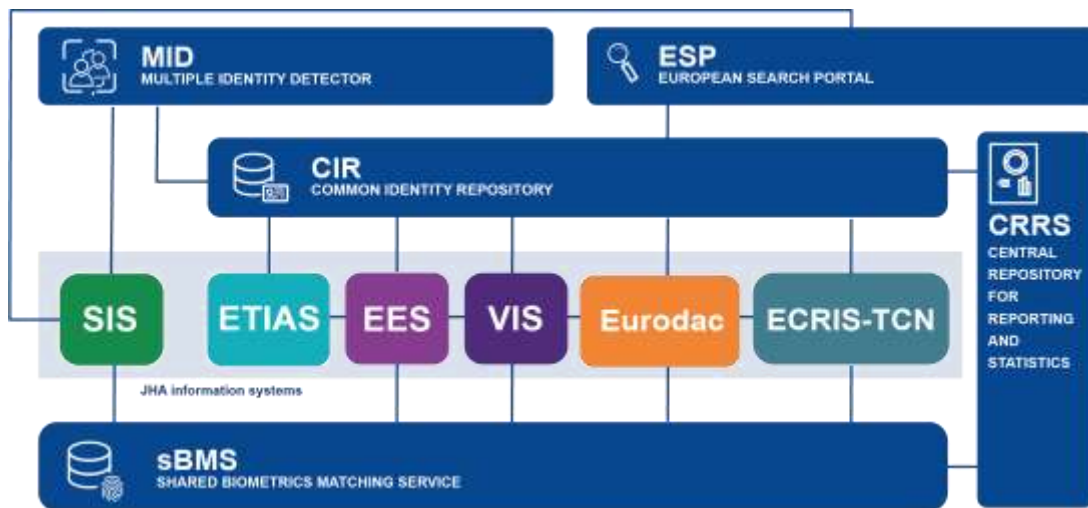 MID
MULTIPLE IDENTITY DETECTOR
ESP
EUROPEAN SEARCH PORTAL
CIR
COMMON IDENTITY REPOSITORY
CRRS
CENTRAL
REPOSITORY
FOR
REPORTING
AND
STATISTICS
SIS
ETIAS
EES
VIS
Eurodac
ECRIS-TCN
JHA information systems
sBMS
SHARED BIOMETRICS MATCHING SERVICE